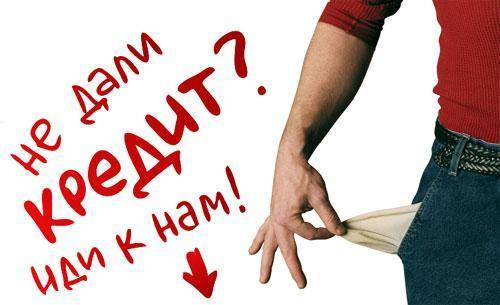 не дали
кредит?
иди к нам!